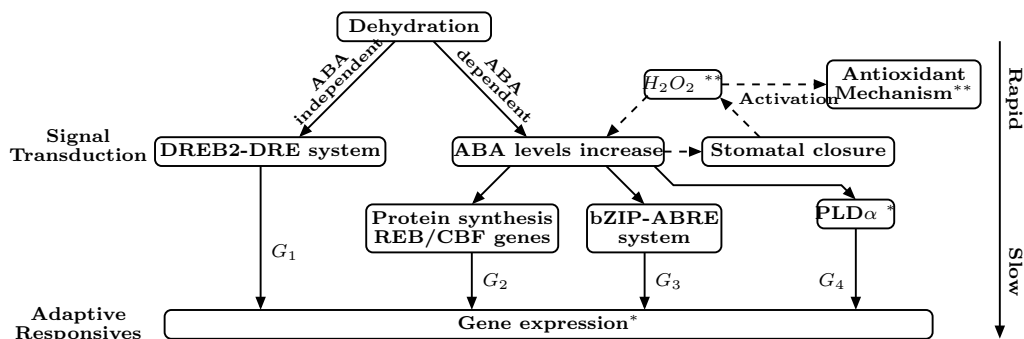 Dehydration
ABA
independent
ABA
dependent
H₂O₂ **
Activation
Antioxidant
Mechanism**
Rapid
Signal
Transduction
DREB2-DRE system
ABA levels increase
Stomatal closure
Protein synthesis
REB/CBF genes
bZIP-ABRE
system
PLDα *
Slow
G₁
G₂
G₃
G₄
Adaptive
Responsives
Gene expression*